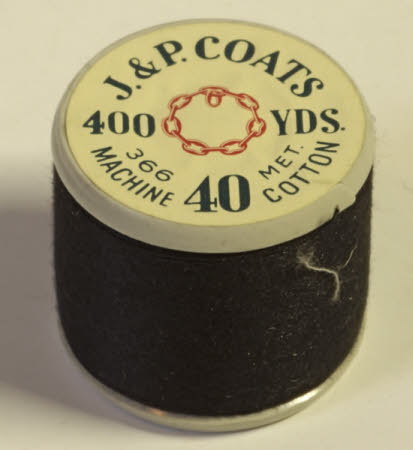 J.&P. COATS
400 YDS.
366 MET.
MACHINE 40 COTTON